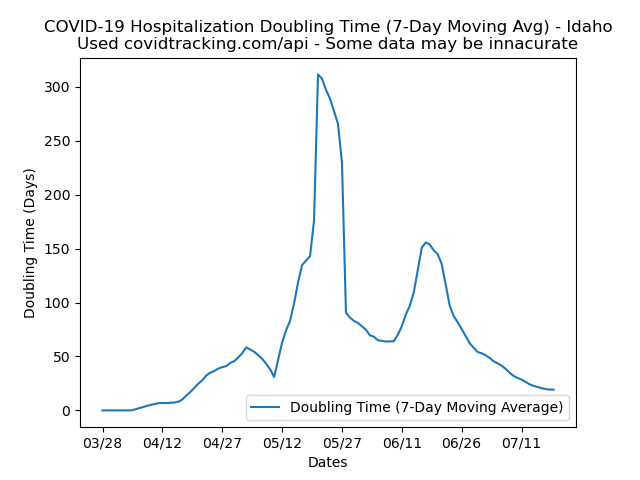 COVID-19 Hospitalization Doubling Time (7-Day Moving Avg) - Idaho
Used covidtracking.com/api - Some data may be innacurate
300
250
200
150
100
50
0
Doubling Time (Days)
Doubling Time (7-Day Moving Average)
03/28 04/12 04/27 05/12 05/27 06/11 06/26 07/11
Dates